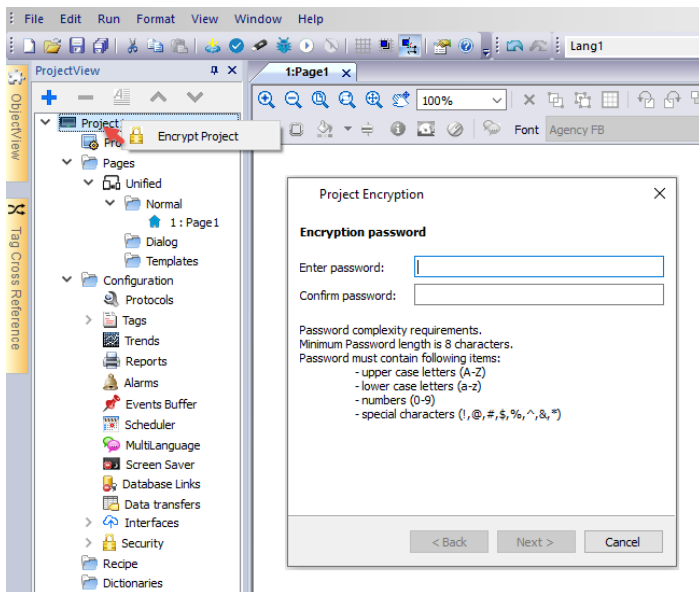 File Edit Run Format View Window Help
Lang1
ProjectView
1:Page1
100%
Font Agency FB
ObjectView
Tag Cross Reference
Project
Encrypt Project
Pages
Unified
Normal
1 : Page1
Dialog
Templates
Configuration
Protocols
Tags
Trends
Reports
Alarms
Events Buffer
Scheduler
MultiLanguage
Screen Saver
Database Links
Data transfers
Interfaces
Security
Recipe
Dictionaries
Project Encryption
Encryption password
Enter password:
Confirm password:
Password complexity requirements.
Minimum Password length is 8 characters.
Password must contain following items:
- upper case letters (A-Z)
- lower case letters (a-z)
- numbers (0-9)
- special characters (!,@,#,$,%,^,&,*)
< Back Next > Cancel